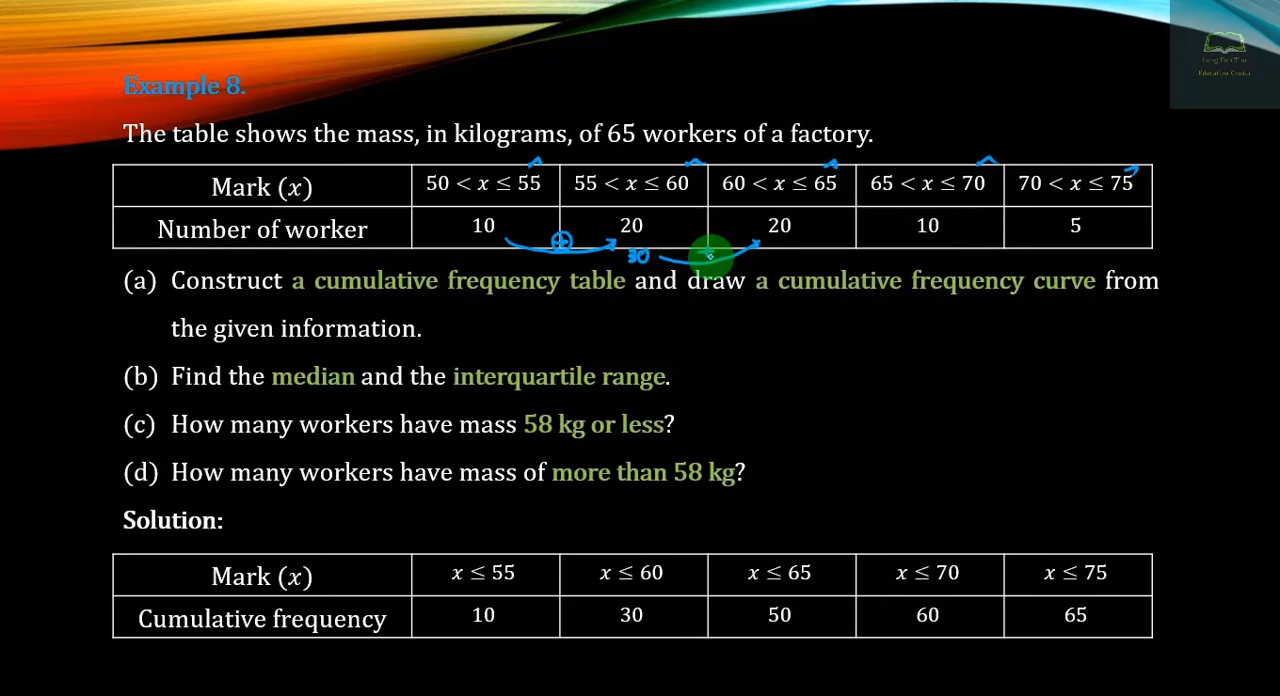 Example 8.
The table shows the mass, in kilograms, of 65 workers of a factory.
Mark (x) 50 < x ≤ 55 55 < x ≤ 60 60 < x ≤ 65 65 < x ≤ 70 70 < x ≤ 75
Number of worker 10 20 20 10 5
+
30
(a) Construct a cumulative frequency table and draw a cumulative frequency curve from
the given information.
(b) Find the median and the interquartile range.
(c) How many workers have mass 58 kg or less?
(d) How many workers have mass of more than 58 kg?
Solution:
Mark (x) x ≤ 55 x ≤ 60 x ≤ 65 x ≤ 70 x ≤ 75
Cumulative frequency 10 30 50 60 65
Education Center